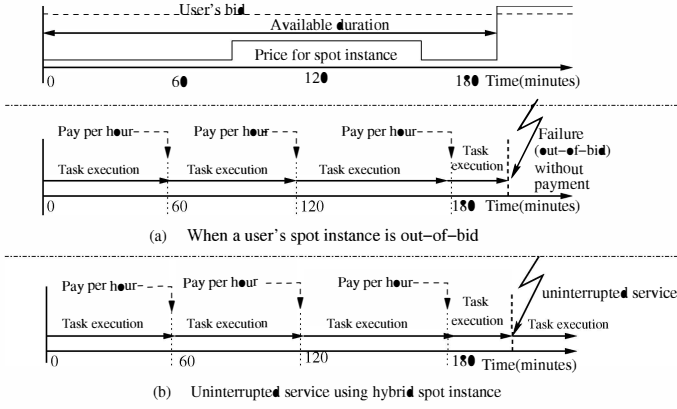 User's bid
Available duration
Price for spot instance
0 60 120 180 Time(minutes)
Pay per hour Pay per hour Pay per hour Task execution Failure (out-of-bid) without payment
Task execution Task execution Task execution
0 60 120 180 Time(minutes)
(a) When a user's spot instance is out-of-bid
Pay per hour Pay per hour Pay per hour Task execution uninterrupted service
Task execution Task execution Task execution Task execution
0 60 120 180 Time(minutes)
(b) Uninterrupted service using hybrid spot instance